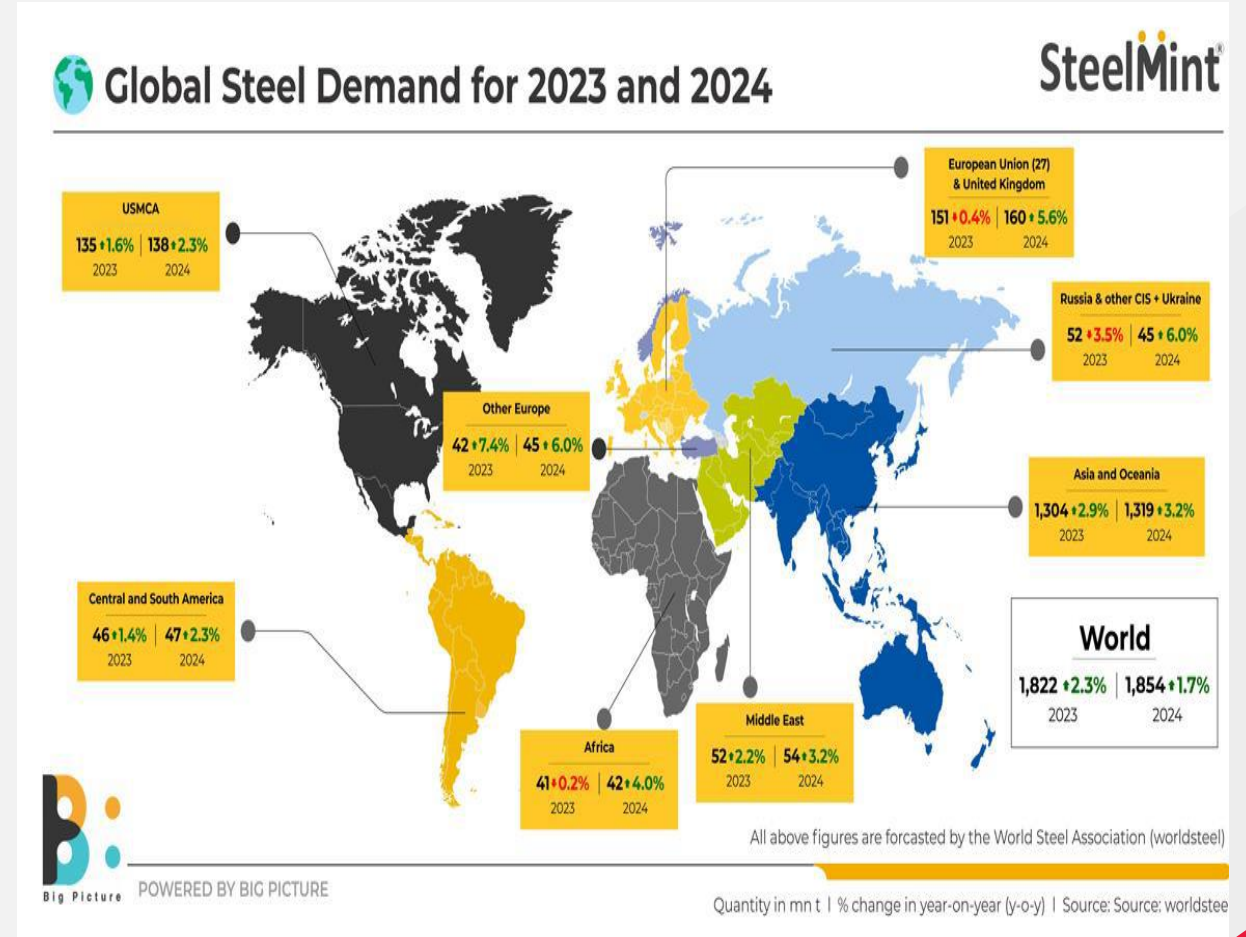 Global Steel Demand for 2023 and 2024
SteelMint®
USMCA
135 1.6% | 138 2.3%
2023 2024
European Union (27)
& United Kingdom
151 0.4% | 160 5.6%
2023 2024
Russia & other CIS + Ukraine
52 3.5% | 45 6.0%
2023 2024
Other Europe
42 7.4% | 45 6.0%
2023 2024
Asia and Oceania
1,304 2.9% | 1,319 3.2%
2023 2024
Central and South America
46 1.4% | 47 2.3%
2023 2024
Africa
41 0.2% | 42 4.0%
2023 2024
Middle East
52 2.2% | 54 3.2%
2023 2024
World
1,822 2.3% | 1,854 1.7%
2023 2024
All above figures are forcasted by the World Steel Association (worldsteel)
B
Big Picture
POWERED BY BIG PICTURE
Quantity in mn t | % change in year-on-year (y-o-y) | Source: Source: worldstee